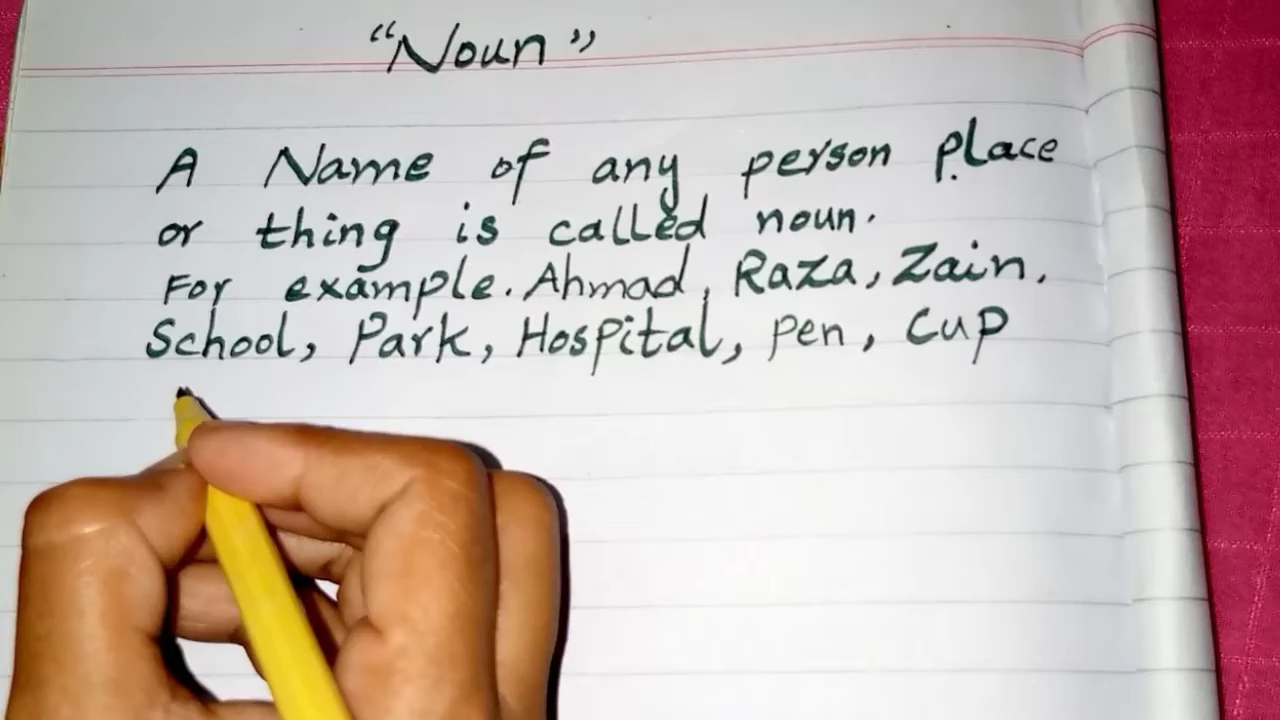 “Noun”
A Name of any person place
or thing is called noun.
For example. Ahmad, Raza, Zain.
School, Park, Hospital, pen, Cup